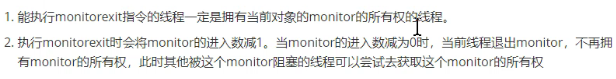 1. 能执行monitorexit指令的线程一定是拥有当前对象的monitor的所有权的线程。
2. 执行monitorexit时会将monitor的进入数减1。当monitor的进入数减为0时，当前线程退出monitor，不再拥
有monitor的所有权，此时其他被这个monitor阻塞的线程可以尝试去获取这个monitor的所有权